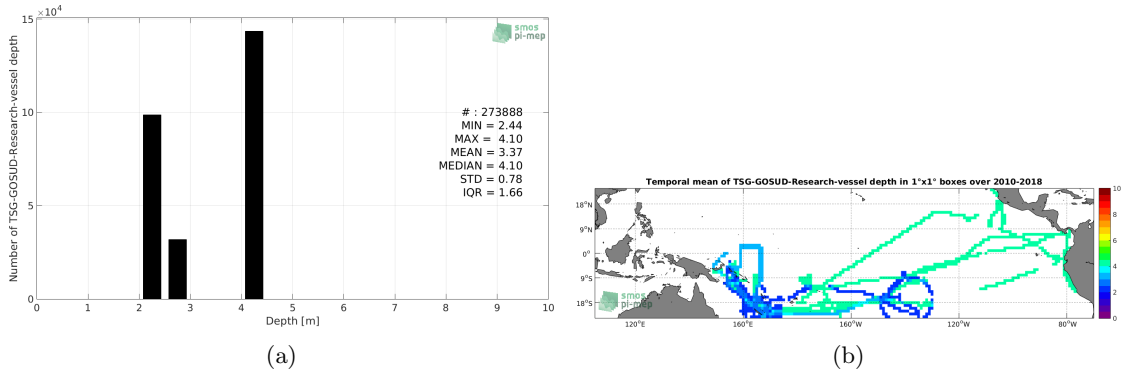 15 ×10⁴
10
5
0
0 1 2 3 4 5 6 7 8 9 10
Number of TSG-GOSUD-Research-vessel depth
Depth [m]
smos
pi-mep
# : 273888
MIN = 2.44
MAX = 4.10
MEAN = 3.37
MEDIAN = 4.10
STD = 0.78
IQR = 1.66
(a)
Temporal mean of TSG-GOSUD-Research-vessel depth in 1°x1° boxes over 2010-2018
18°N
9°N
0°
9°S
18°S
120°E 160°E 160°W 120°W 80°W
smos
pi-mep
10
8
6
4
2
0
(b)